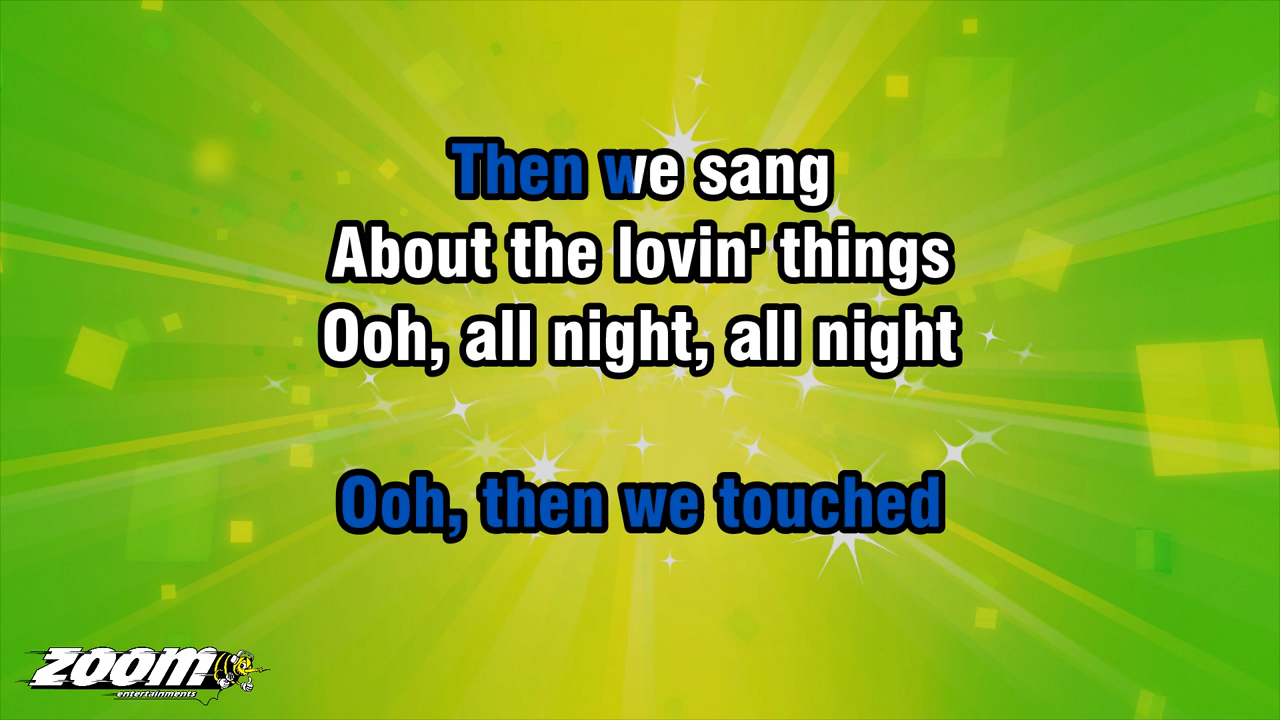 Then we sang
About the lovin' things
Ooh, all night, all night
Ooh, then we touched
ZOOM
entertainments